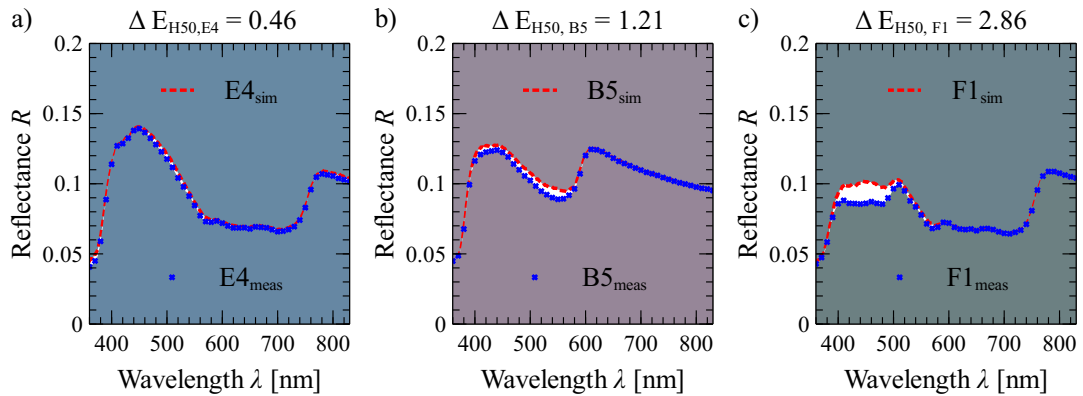 a) Δ E_H50,E4 = 0.46
0.2
0.15
0.1
0.05
0
Reflectance R
E4_sim
E4_meas
400 500 600 700 800
Wavelength λ [nm]
b) Δ E_H50, B5 = 1.21
0.2
0.15
0.1
0.05
0
Reflectance R
B5_sim
B5_meas
400 500 600 700 800
Wavelength λ [nm]
c) Δ E_H50, F1 = 2.86
0.2
0.15
0.1
0.05
0
Reflectance R
F1_sim
F1_meas
400 500 600 700 800
Wavelength λ [nm]